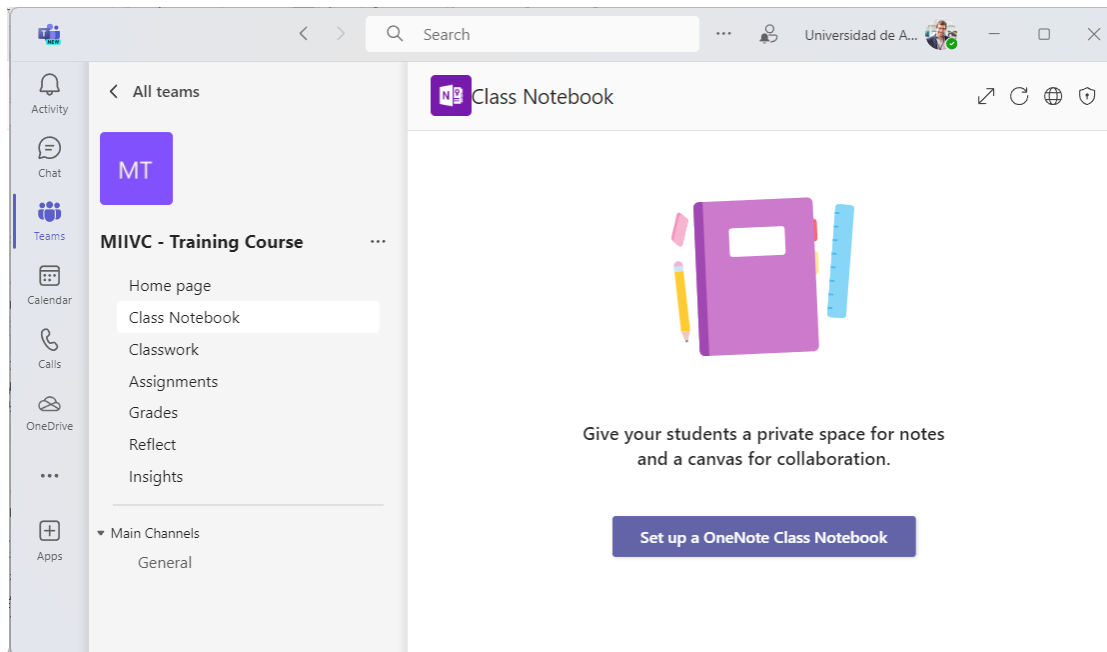 NEW
Search
Universidad de A...
Activity
Chat
Teams
Calendar
Calls
OneDrive
Apps
All teams
MT
MIIVC - Training Course
Home page
Class Notebook
Classwork
Assignments
Grades
Reflect
Insights
Main Channels
General
N
Class Notebook
Give your students a private space for notes
and a canvas for collaboration.
Set up a OneNote Class Notebook